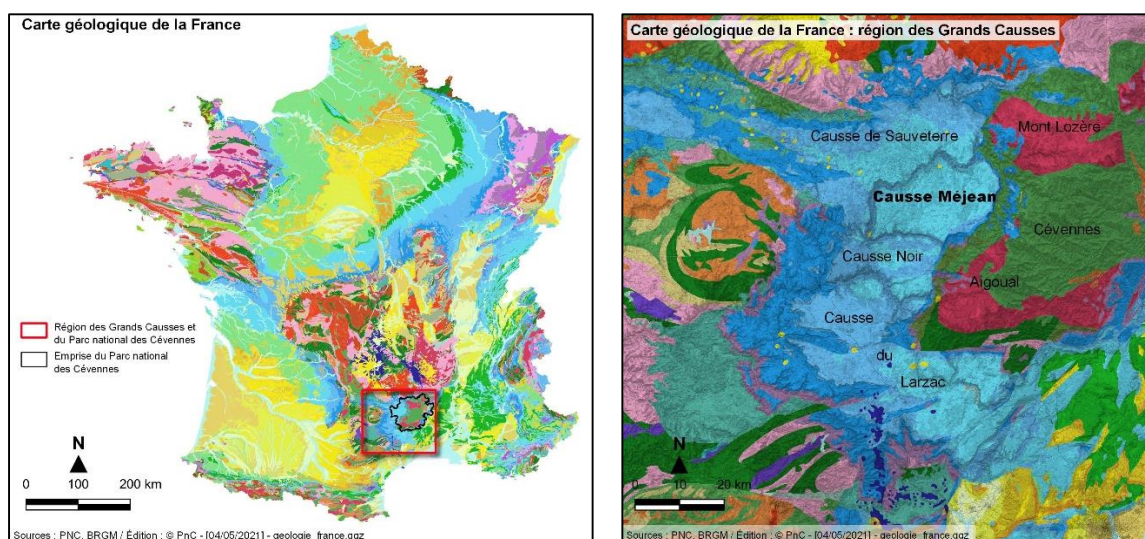 Carte géologique de la France
Région des Grands Causses et
du Parc national des Cévennes
Emprise du Parc national
des Cévennes
N
0 100 200 km
Sources : PNC, BRGM / Édition : © PnC - [04/05/2021] - geologie_france.qgz
Carte géologique de la France : région des Grands Causses
Causse de Sauveterre
Mont Lozère
Causse Méjean
Cévennes
Causse Noir
Aigoual
Causse
du
Larzac
N
0 10 20 km
Sources : PNC, BRGM / Édition : © PnC - [04/05/2021] - geologie_france.qgz